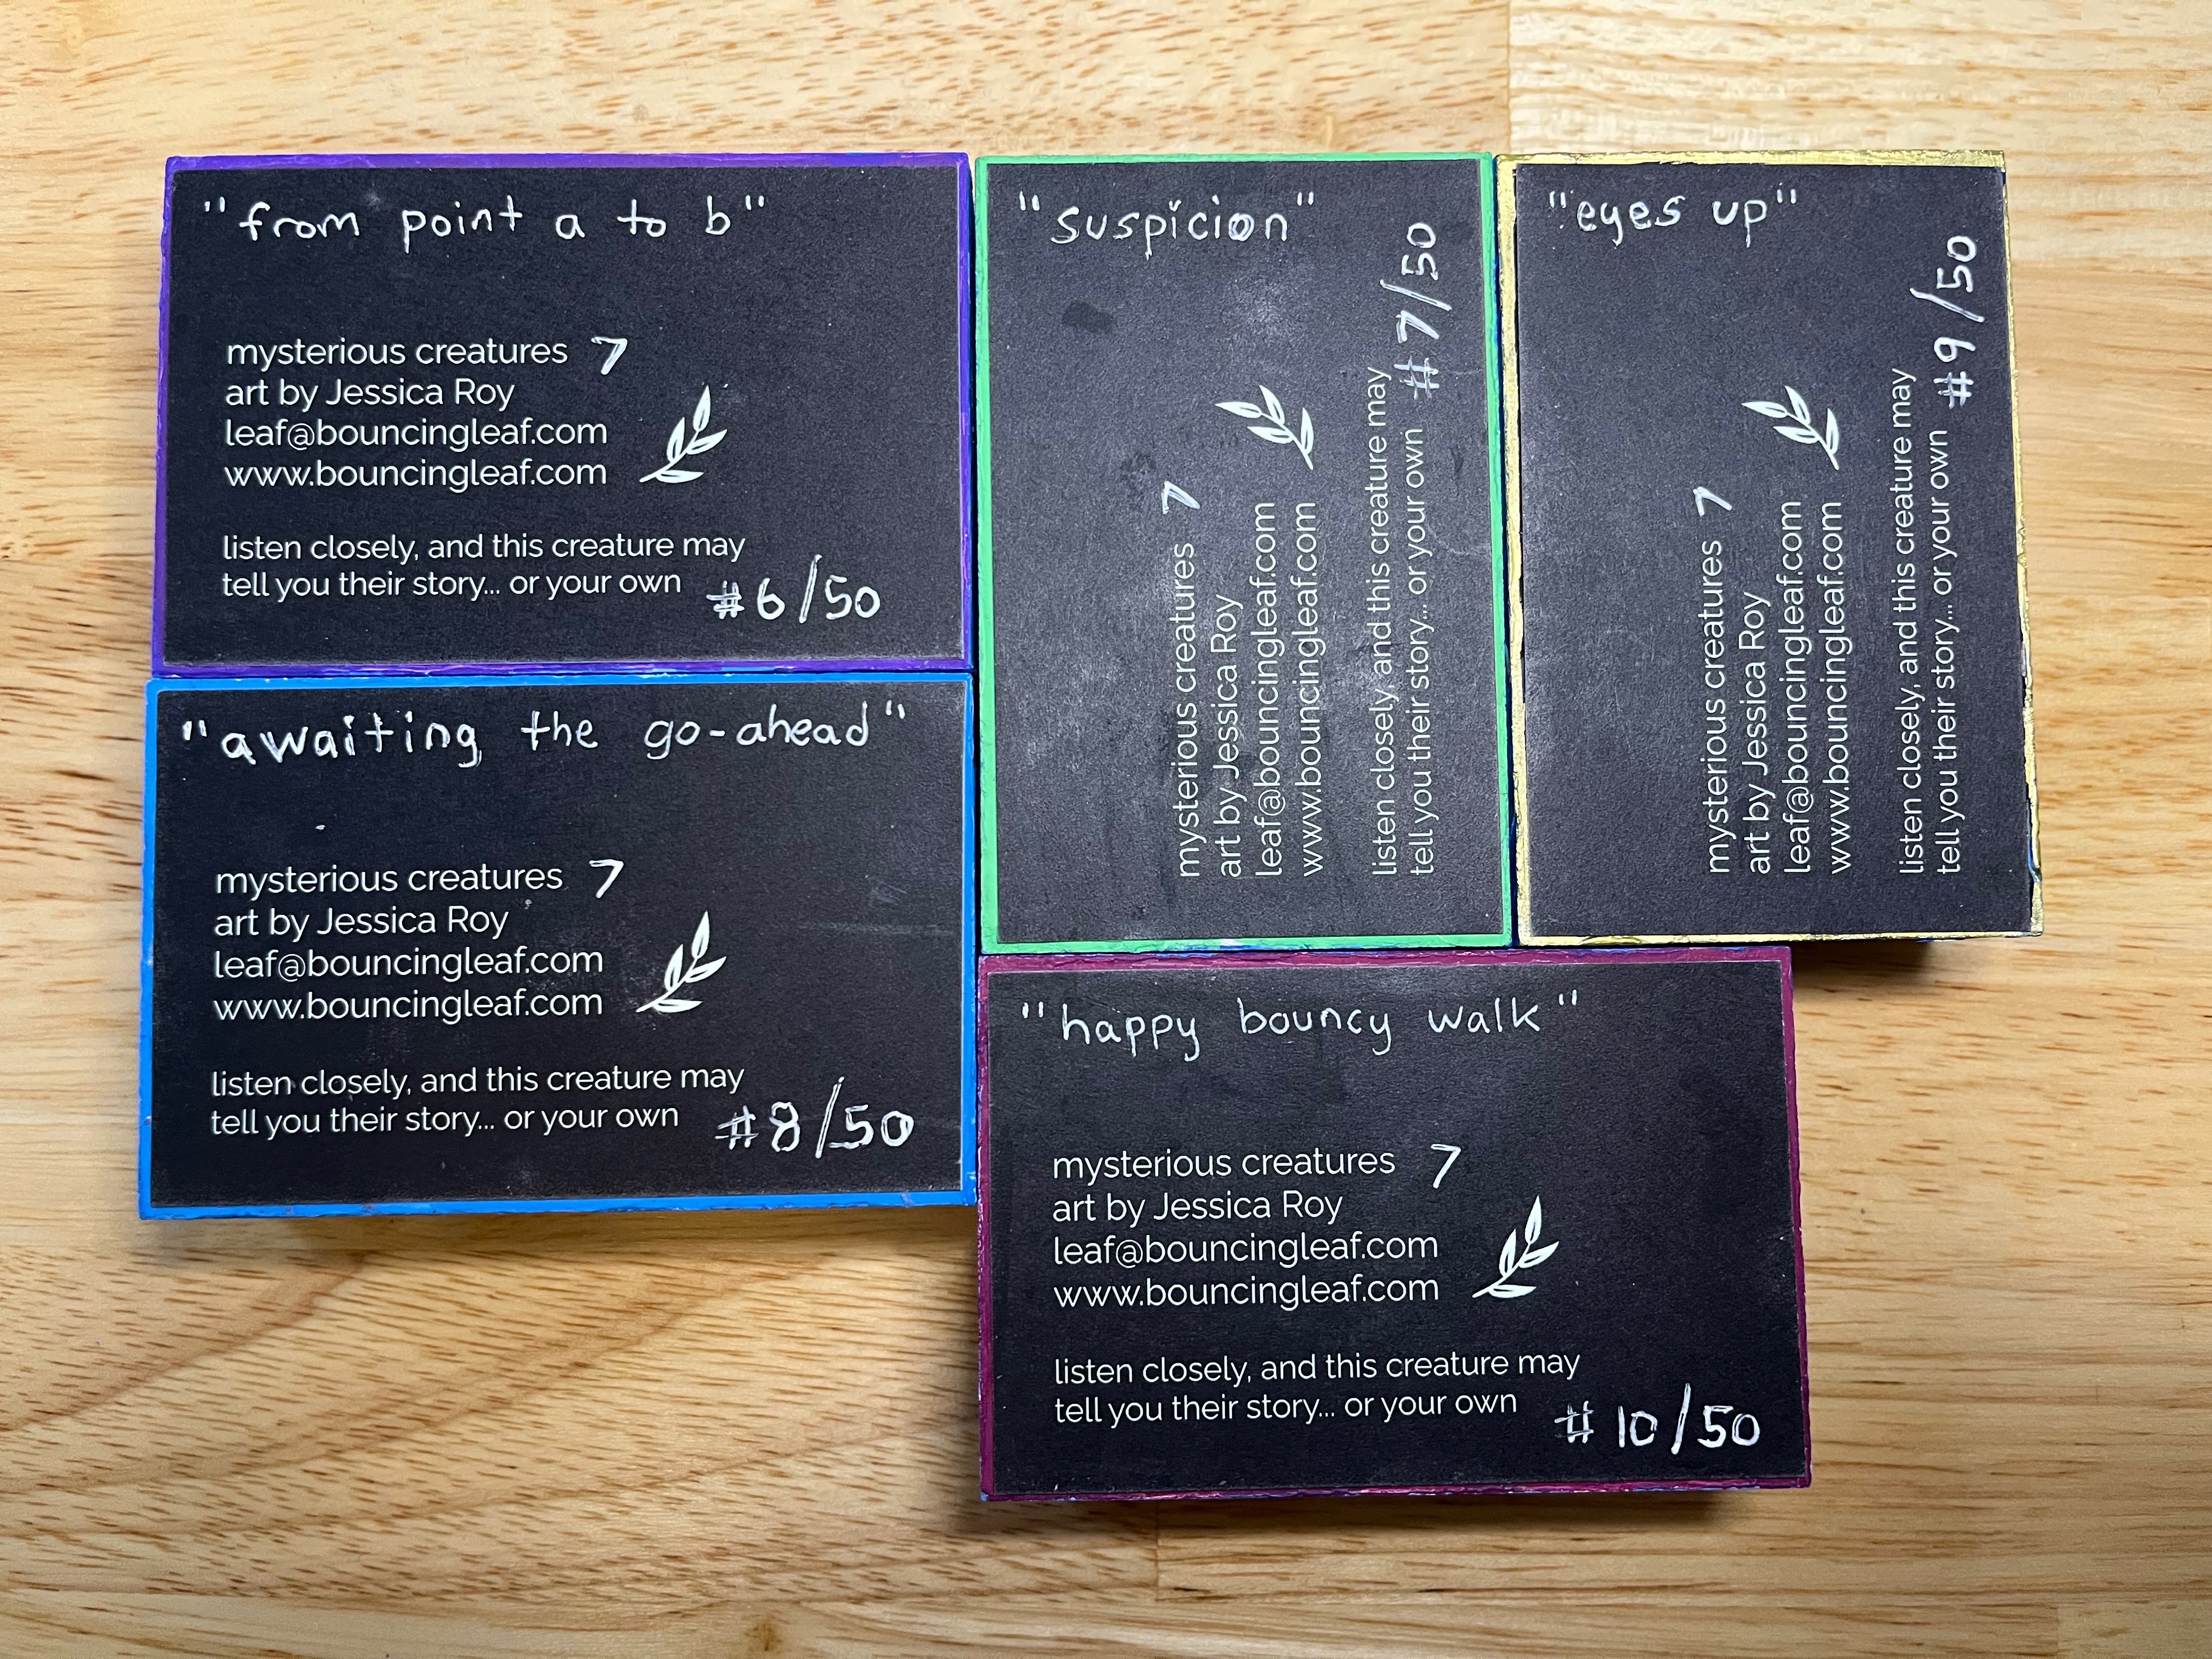 "from point a to b"
mysterious creatures 7
art by Jessica Roy
leaf@bouncingleaf.com
www.bouncingleaf.com
listen closely, and this creature may
tell you their story... or your own
#6/50
"suspicion"
mysterious creatures 7
art by Jessica Roy
leaf@bouncingleaf.com
www.bouncingleaf.com
listen closely, and this creature may
tell you their story... or your own
#7/50
"eyes up"
mysterious creatures 7
art by Jessica Roy
leaf@bouncingleaf.com
www.bouncingleaf.com
listen closely, and this creature may
tell you their story... or your own
#9/50
"awaiting the go-ahead"
mysterious creatures 7
art by Jessica Roy
leaf@bouncingleaf.com
www.bouncingleaf.com
listen closely, and this creature may
tell you their story... or your own
#8/50
"happy bouncy walk"
mysterious creatures 7
art by Jessica Roy
leaf@bouncingleaf.com
www.bouncingleaf.com
listen closely, and this creature may
tell you their story... or your own
#10/50